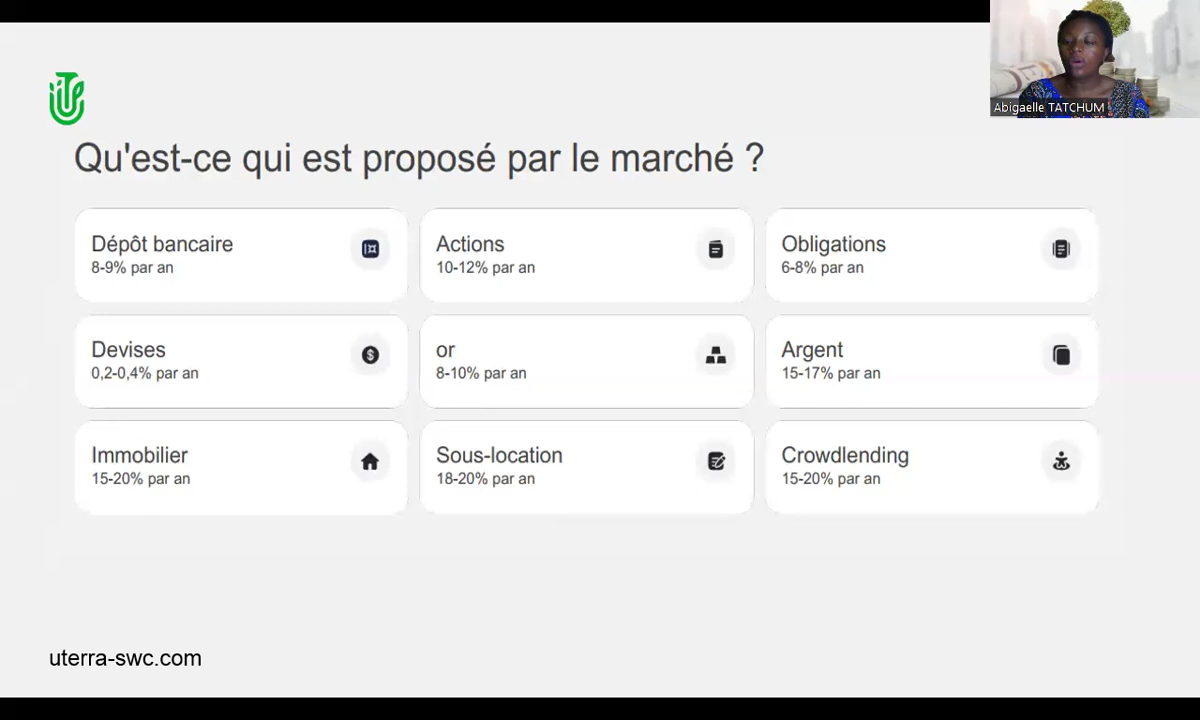 Abigaelle TATCHUM
Qu'est-ce qui est proposé par le marché ?
Dépôt bancaire
8-9% par an
Actions
10-12% par an
Obligations
6-8% par an
Devises
0,2-0,4% par an
or
8-10% par an
Argent
15-17% par an
Immobilier
15-20% par an
Sous-location
18-20% par an
Crowdlending
15-20% par an
uterra-swc.com